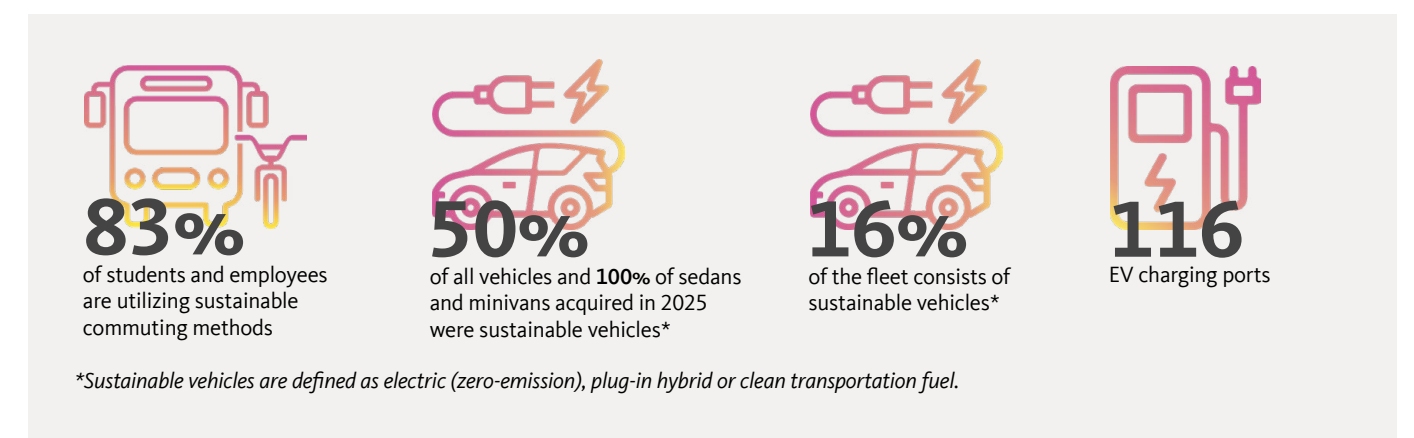 83%
of students and employees
are utilizing sustainable
commuting methods
50%
of all vehicles and 100% of sedans
and minivans acquired in 2025
were sustainable vehicles*
16%
of the fleet consists of
sustainable vehicles*
116
EV charging ports
*Sustainable vehicles are defined as electric (zero-emission), plug-in hybrid or clean transportation fuel.